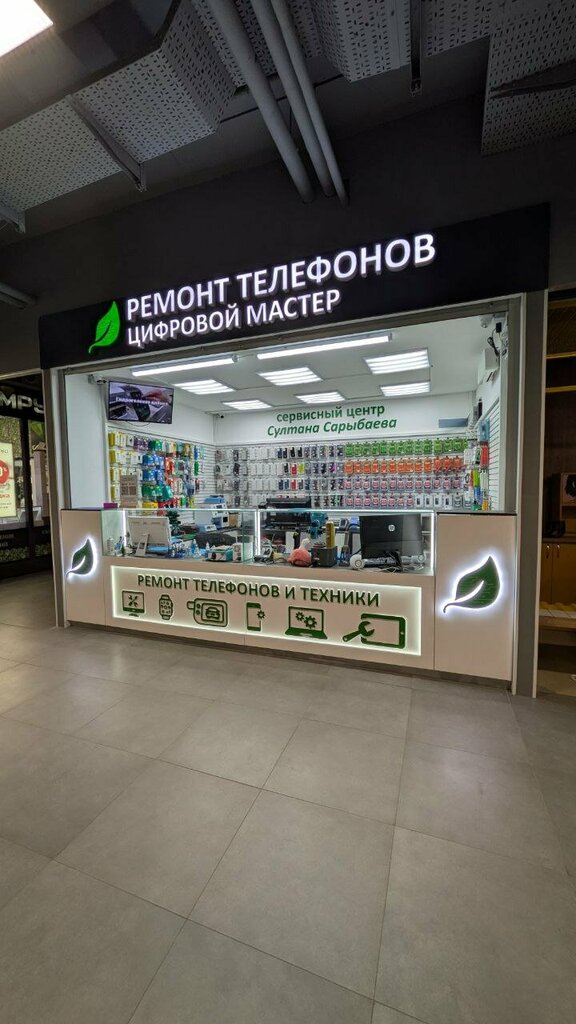 РЕМОНТ ТЕЛЕФОНОВ
ЦИФРОВОЙ МАСТЕР
сервисный центр
Султана Сарыбаева
РЕМОНТ ТЕЛЕФОНОВ И ТЕХНИКИ